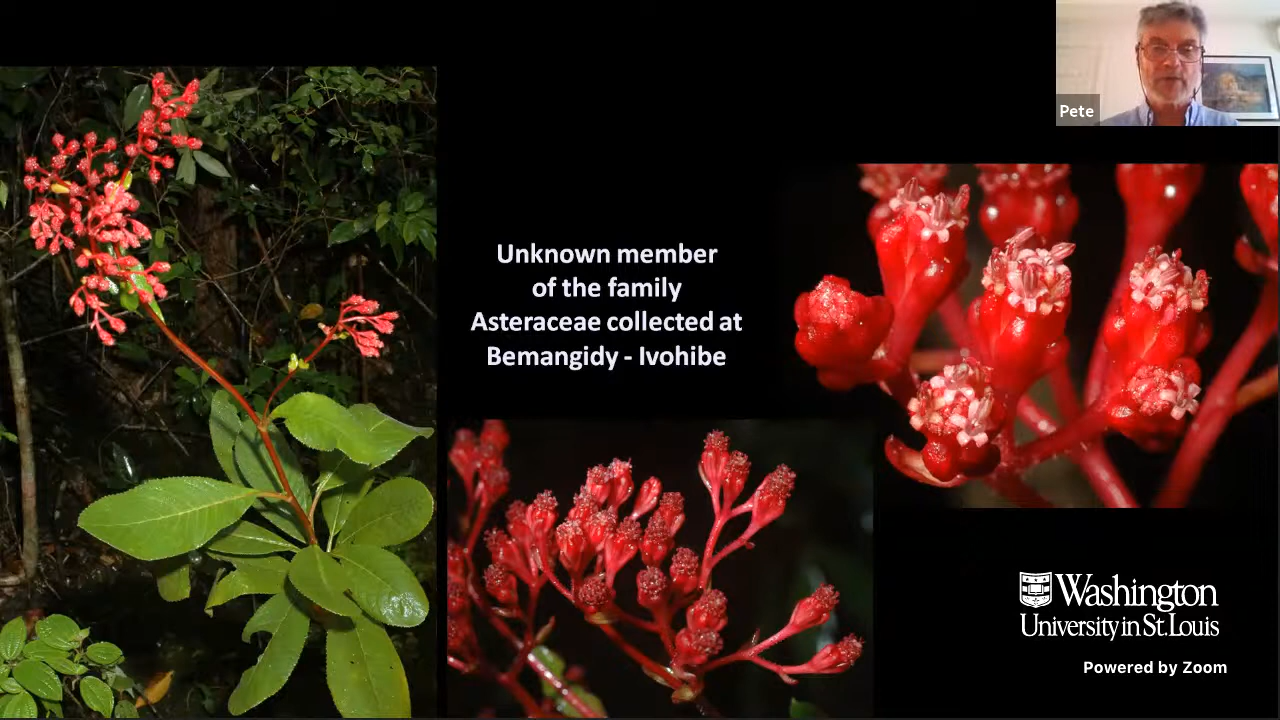 Pete
Unknown member
of the family
Asteraceae collected at
Bemangidy - Ivohibe
Washington
University in St. Louis
Powered by Zoom